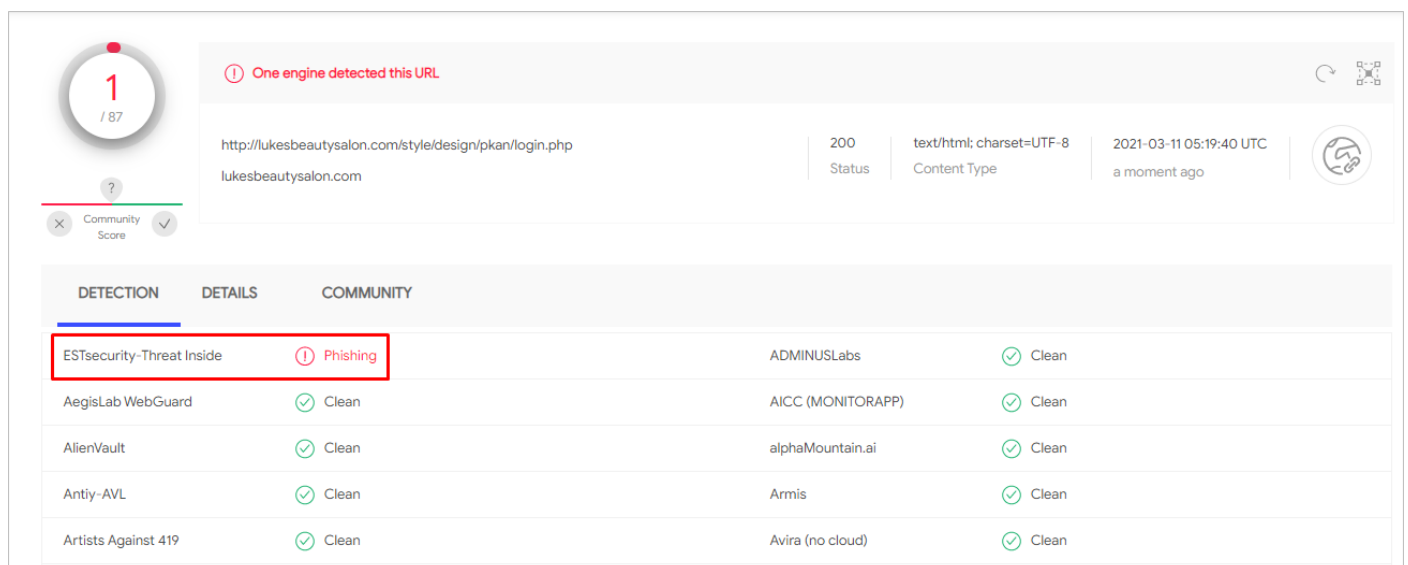 1
/ 87
One engine detected this URL
http://lukesbeautysalon.com/style/design/pkan/login.php
lukesbeautysalon.com
200
Status
text/html; charset=UTF-8
Content Type
2021-03-11 05:19:40 UTC
a moment ago
?
Community
Score
DETECTION DETAILS COMMUNITY
ESTsecurity-Threat Inside Phishing ADMINUSLabs Clean
AegisLab WebGuard Clean AICC (MONITORAPP) Clean
AlienVault Clean alphaMountain.ai Clean
Antiy-AVL Clean Armis Clean
Artists Against 419 Clean Avira (no cloud) Clean